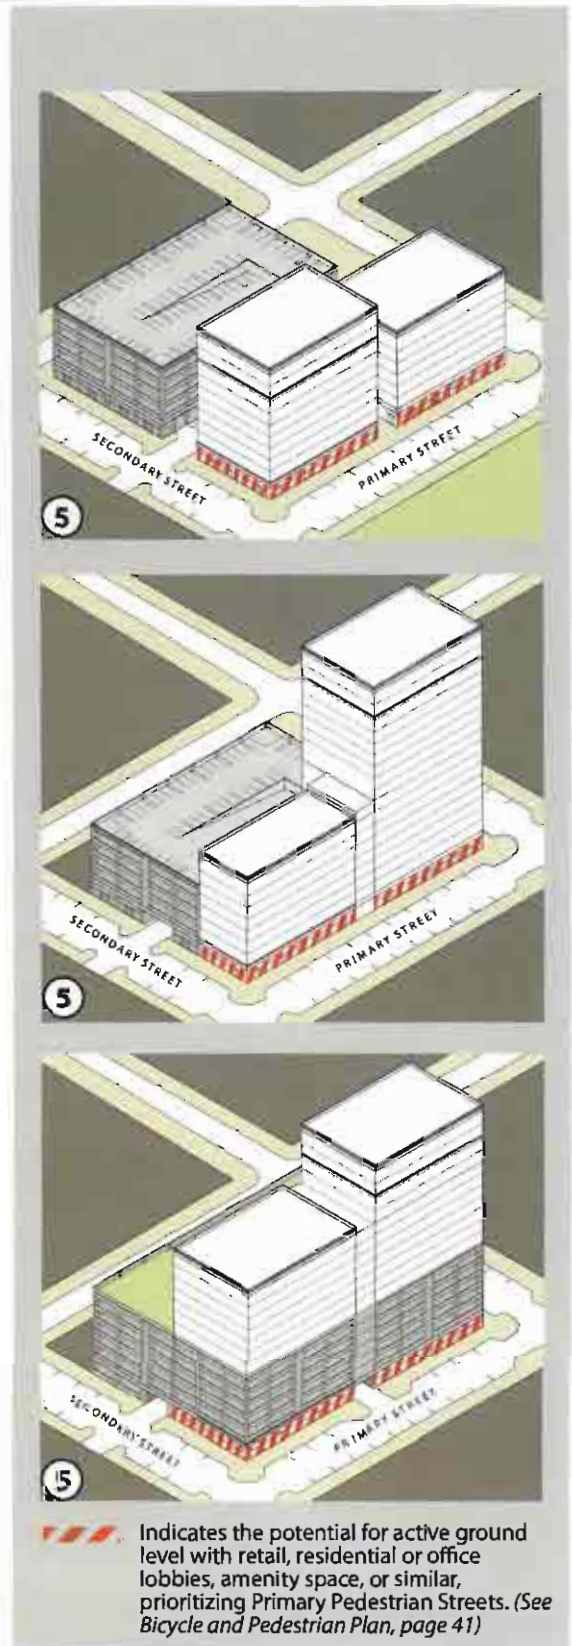 SECONDARY STREET
PRIMARY STREET
5
SECONDARY STREET
PRIMARY STREET
5
SECONDARY STREET
PRIMARY STREET
5
Indicates the potential for active ground
level with retail, residential or office
lobbies, amenity space, or similar,
prioritizing Primary Pedestrian Streets. (See
Bicycle and Pedestrian Plan, page 41)